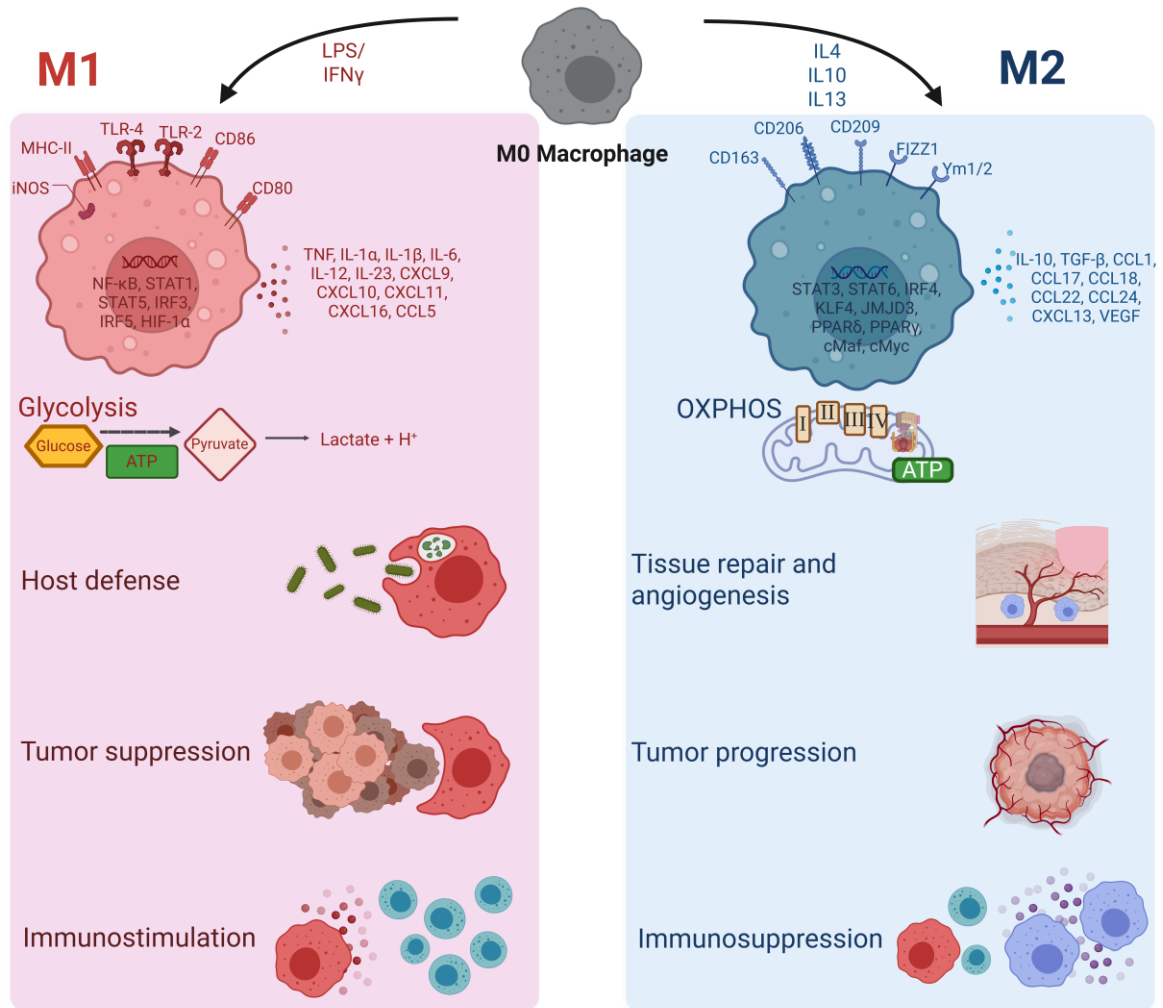 M1
LPS/
IFNγ
M0 Macrophage
IL4
IL10
IL13
M2
MHC-II
TLR-4
TLR-2
CD86
iNOS
CD80
NF-κB, STAT1,
STAT5, IRF3,
IRF5, HIF-1α
TNF, IL-1α, IL-1β, IL-6,
IL-12, IL-23, CXCL9,
CXCL10, CXCL11,
CXCL16, CCL5
Glycolysis
Glucose
ATP
Pyruvate
Lactate + H⁺
Host defense
Tumor suppression
Immunostimulation
CD163
CD206
CD209
FIZZ1
Ym1/2
STAT3, STAT6, IRF4,
KLF4, JMJD3,
PPARδ, PPARγ,
cMaf, cMyc
IL-10, TGF-β, CCL1,
CCL17, CCL18,
CCL22, CCL24,
CXCL13, VEGF
OXPHOS
I
II
III
IV
ATP
Tissue repair and
angiogenesis
Tumor progression
Immunosuppression